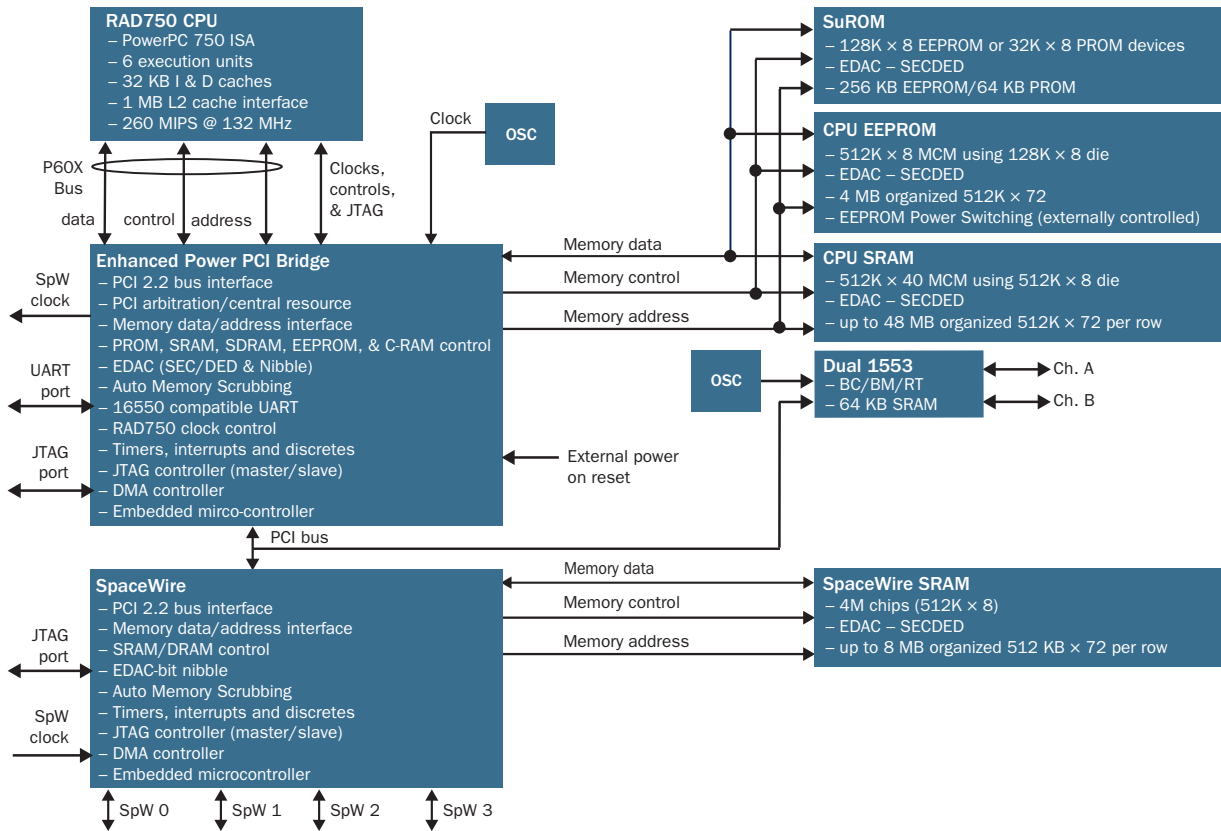 RAD750 CPU
– PowerPC 750 ISA
– 6 execution units
– 32 KB I & D caches
– 1 MB L2 cache interface
– 260 MIPS @ 132 MHz
SuROM
– 128K × 8 EEPROM or 32K × 8 PROM devices
– EDAC – SECDED
– 256 KB EEPROM/64 KB PROM
Clock
OSC
CPU EEPROM
– 512K × 8 MCM using 128K × 8 die
– EDAC – SECDED
– 4 MB organized 512K × 72
– EEPROM Power Switching (externally controlled)
P60X
Bus
data
control
address
Clocks,
controls,
& JTAG
Enhanced Power PCI Bridge
– PCI 2.2 bus interface
– PCI arbitration/central resource
– Memory data/address interface
– PROM, SRAM, SDRAM, EEPROM, & C-RAM control
– EDAC (SEC/DED & Nibble)
– Auto Memory Scrubbing
– 16550 compatible UART
– RAD750 clock control
– Timers, interrupts and discretes
– JTAG controller (master/slave)
– DMA controller
– Embedded mirco-controller
SpW
clock
UART
port
JTAG
port
Memory data
Memory control
Memory address
CPU SRAM
– 512K × 40 MCM using 512K × 8 die
– EDAC – SECDED
– up to 48 MB organized 512K × 72 per row
OSC
Dual 1553
– BC/BM/RT
– 64 KB SRAM
Ch. A
Ch. B
External power
on reset
PCI bus
SpaceWire
– PCI 2.2 bus interface
– Memory data/address interface
– SRAM/DRAM control
– EDAC-bit nibble
– Auto Memory Scrubbing
– Timers, interrupts and discretes
– JTAG controller (master/slave)
– DMA controller
– Embedded microcontroller
JTAG
port
SpW
clock
Memory data
Memory control
Memory address
SpaceWire SRAM
– 4M chips (512K × 8)
– EDAC – SECDED
– up to 8 MB organized 512 KB × 72 per row
SpW 0
SpW 1
SpW 2
SpW 3